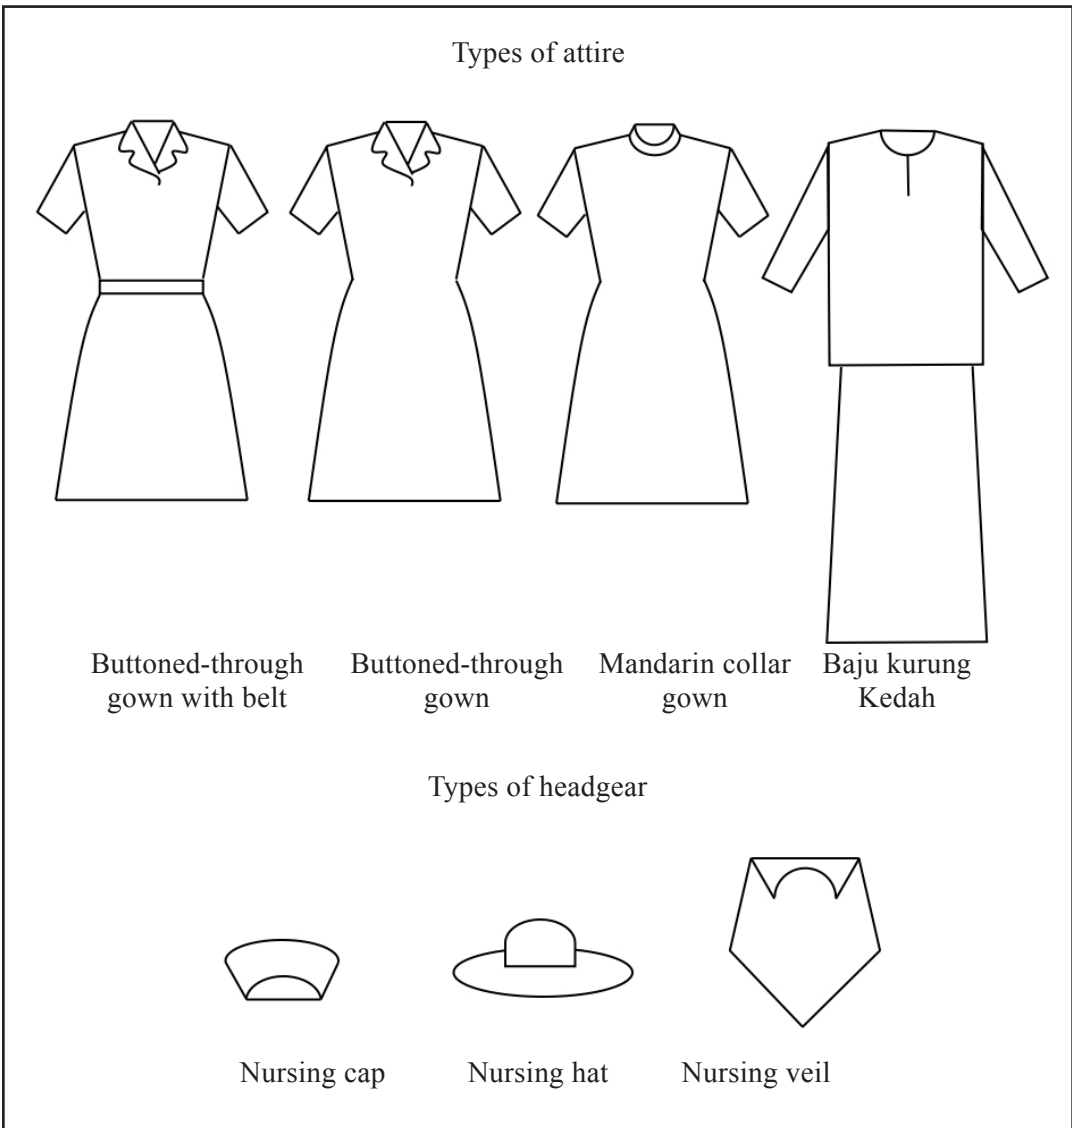 Types of attire
Buttoned-through
gown with belt
Buttoned-through
gown
Mandarin collar
gown
Baju kurung
Kedah
Types of headgear
Nursing cap
Nursing hat
Nursing veil